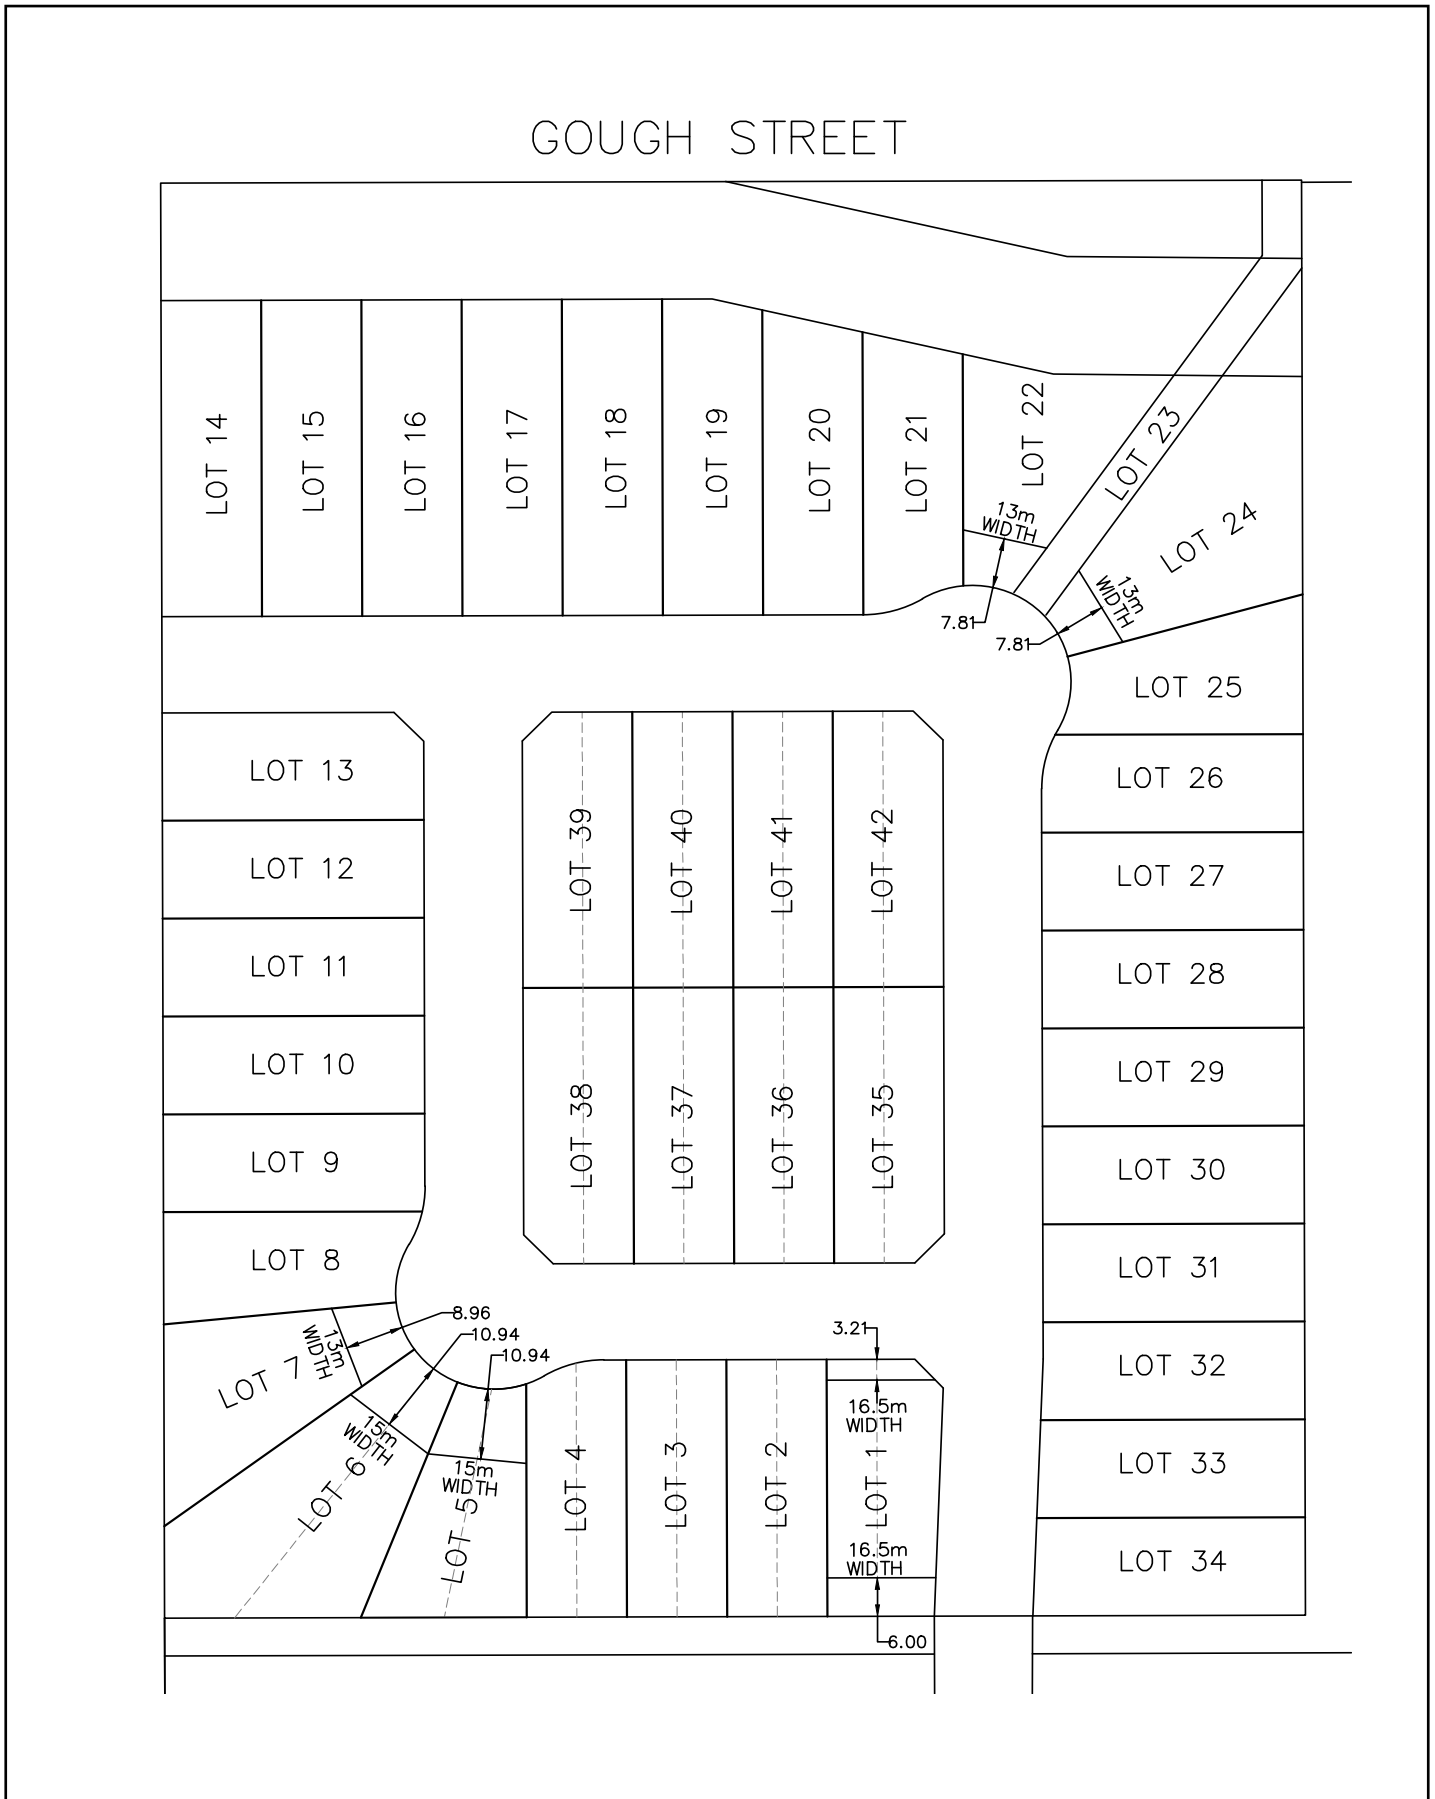 GOUGH STREET
LOT 14
LOT 15
LOT 16
LOT 17
LOT 18
LOT 19
LOT 20
LOT 21
LOT 22
LOT 23
LOT 24
13m
WIDTH
13m
WIDTH
7.81
7.81
LOT 25
LOT 13
LOT 26
LOT 12
LOT 27
LOT 11
LOT 28
LOT 10
LOT 29
LOT 9
LOT 30
LOT 8
LOT 31
LOT 39
LOT 40
LOT 41
LOT 42
LOT 38
LOT 37
LOT 36
LOT 35
8.96
10.94
10.94
3.21
13m
WIDTH
LOT 7
LOT 32
15m
WIDTH
LOT 6
15m
WIDTH
LOT 5
LOT 4
LOT 3
LOT 2
16.5m
WIDTH
LOT 1
16.5m
WIDTH
LOT 33
LOT 34
6.00